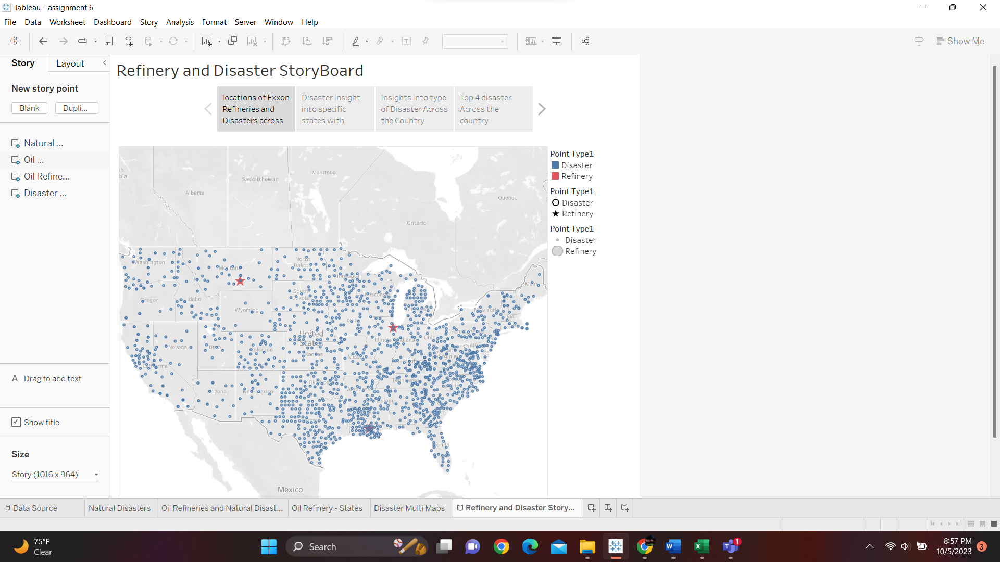 Tableau - assignment 6
File Data Worksheet Dashboard Story Analysis Format Server Window Help
Show Me
Story Layout
New story point
Blank Dupli...
Natural ...
Oil ...
Oil Refine...
Disaster ...
A Drag to add text
Show title
Size
Story (1016 x 964)
Refinery and Disaster StoryBoard
locations of Exxon
Refineries and
Disasters across
Disaster insight
into specific
states with
Insights into type
of Disaster Across
the Country
Top 4 disaster
Across the
country
Manitoba
Saskatchewan
Alberta
Quebec
Ontario
Washington
North
Dakota
Oregon
Idaho
South
Dakota
Wisconsin
Wyoming
Iowa
New York
MA
United
States
Nevada
Utah
Colorado
Kansas
Illinois
Indiana
Ohio
DE
California
Arizona
New Mexico
Tennessee
Mexico
Point Type1
Disaster
Refinery
Point Type1
Disaster
Refinery
Point Type1
Disaster
Refinery
Data Source Natural Disasters Oil Refineries and Natural Disast... Oil Refinery - States Disaster Multi Maps Refinery and Disaster Story...
75°F
Clear
Search
1
8:57 PM
10/5/2023
3